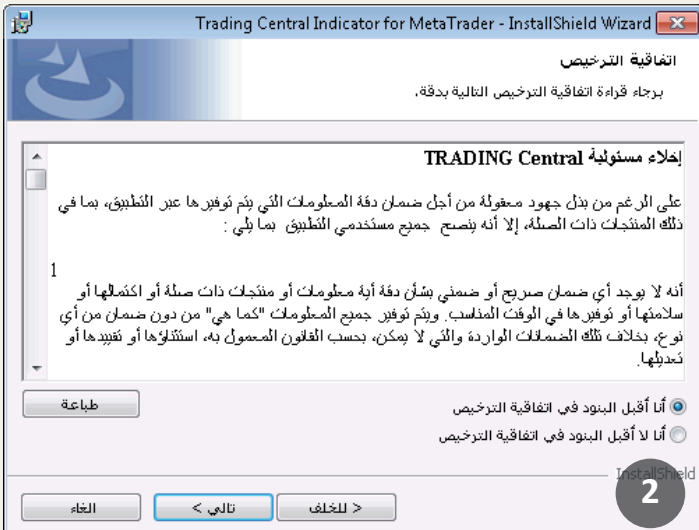 Trading Central Indicator for MetaTrader - InstallShield Wizard
اتفاقية الترخيص
برجاء قراءة اتفاقية الترخيص التالية بدقة.
إخلاء مسئولية TRADING Central
على الرغم من بذل جهود معقولة من أجل ضمان دقة المعلومات التي يتم توفيرها عبر التطبيق، بما في
ذلك المنتجات ذات الصلة، إلا أنه ينصح جميع مستخدمي التطبيق بما يلي :
1
أنه لا يوجد أي ضمان صريح أو ضمني بشأن دقة أية معلومات أو منتجات ذات صلة أو اكتمالها أو
سلامتها أو توفيرها في الوقت المناسب. ويتم توفير جميع المعلومات "كما هي" من دون ضمان من أي
نوع، بخلاف تلك الضمانات الواردة والتي لا يمكن، بحسب القانون المعمول به، استثناؤها أو تقييدها أو
تعديلها.
طباعة
أنا أقبل البنود في اتفاقية الترخيص
أنا لا أقبل البنود في اتفاقية الترخيص
InstallShield
2
< للخلف
تالي >
الغاء